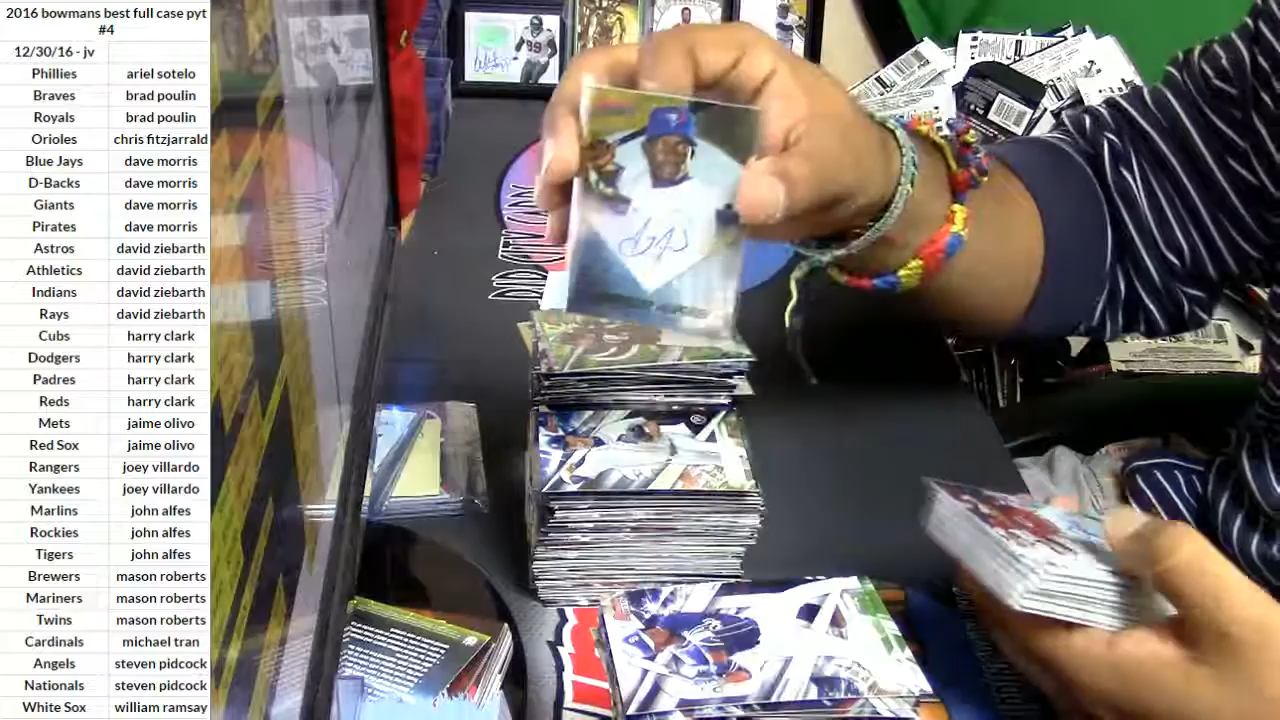 2016 bowmans best full case pyt
#4
12/30/16 - jv
Phillies ariel sotelo
Braves brad poulin
Royals brad poulin
Orioles chris fitzjarrald
Blue Jays dave morris
D-Backs dave morris
Giants dave morris
Pirates dave morris
Astros david ziebarth
Athletics david ziebarth
Indians david ziebarth
Rays david ziebarth
Cubs harry clark
Dodgers harry clark
Padres harry clark
Reds harry clark
Mets jaime olivo
Red Sox jaime olivo
Rangers joey villardo
Yankees joey villardo
Marlins john alfes
Rockies john alfes
Tigers john alfes
Brewers mason roberts
Mariners mason roberts
Twins mason roberts
Cardinals michael tran
Angels steven pidcock
Nationals steven pidcock
White Sox william ramsay
99